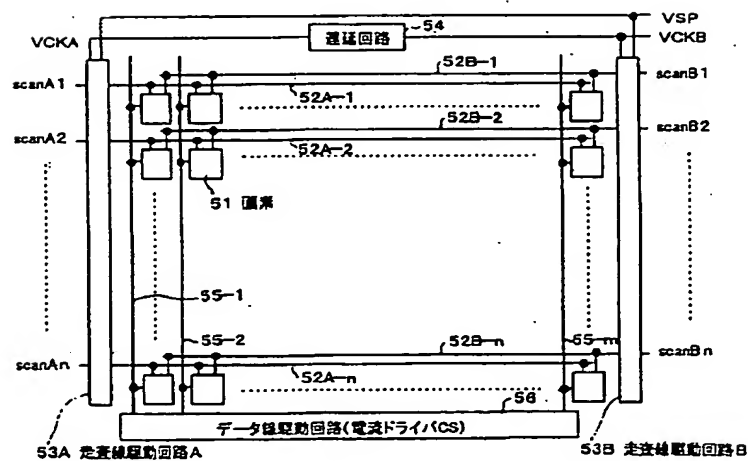 VSP
54
遅延回路
VCKA
VCKB
52B-1
scanA1
scanB1
52A-1
52B-2
scanA2
scanB2
52A-2
51 画素
55-1
55-2
52B-n
55-m
scanAn
scanBn
52A-n
56
データ線駆動回路(電流ドライバCS)
53A 走査線駆動回路A
53B 走査線駆動回路B